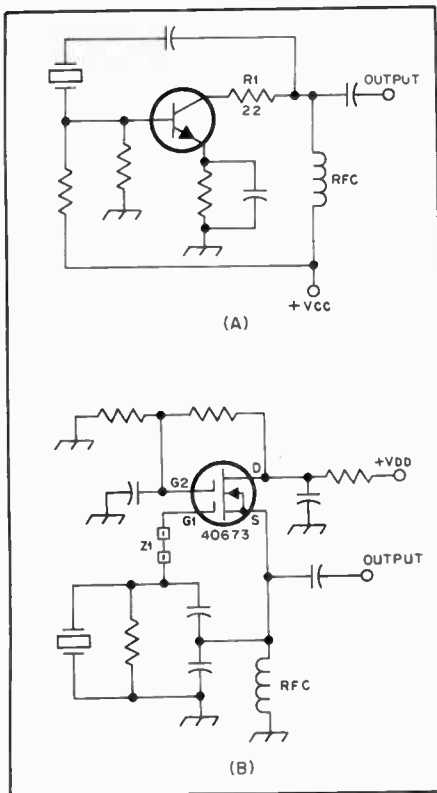 R1
22
OUTPUT
RFC
+VCC
(A)
+VDD
G2
D
G1
S
40673
Z1
OUTPUT
RFC
(B)